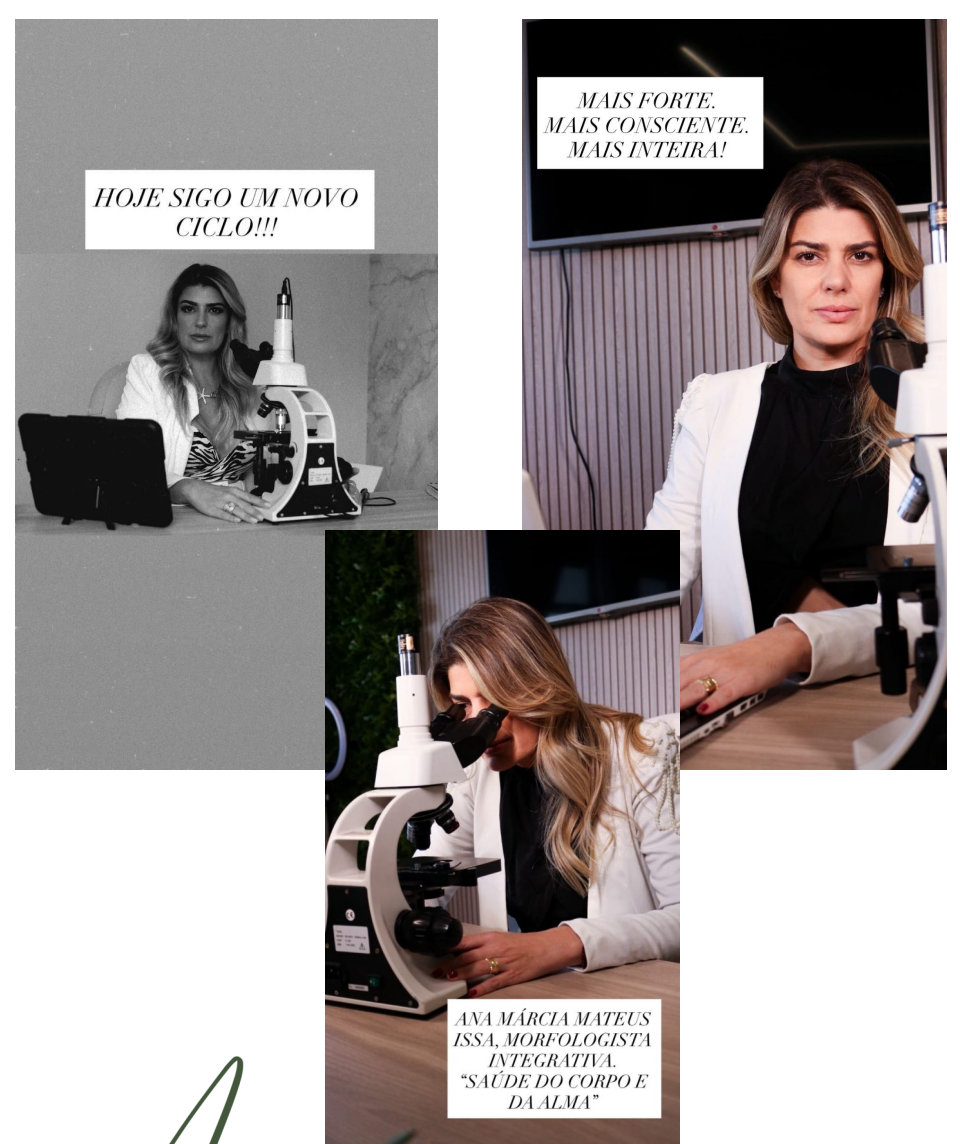 HOJE SIGO UM NOVO
CICLO!!!
MAIS FORTE.
MAIS CONSCIENTE.
MAIS INTEIRA!
ANA MÁRCIA MATEUS
ISSA, MORFOLOGISTA
INTEGRATIVA.
“SAÚDE DO CORPO E
DA ALMA”